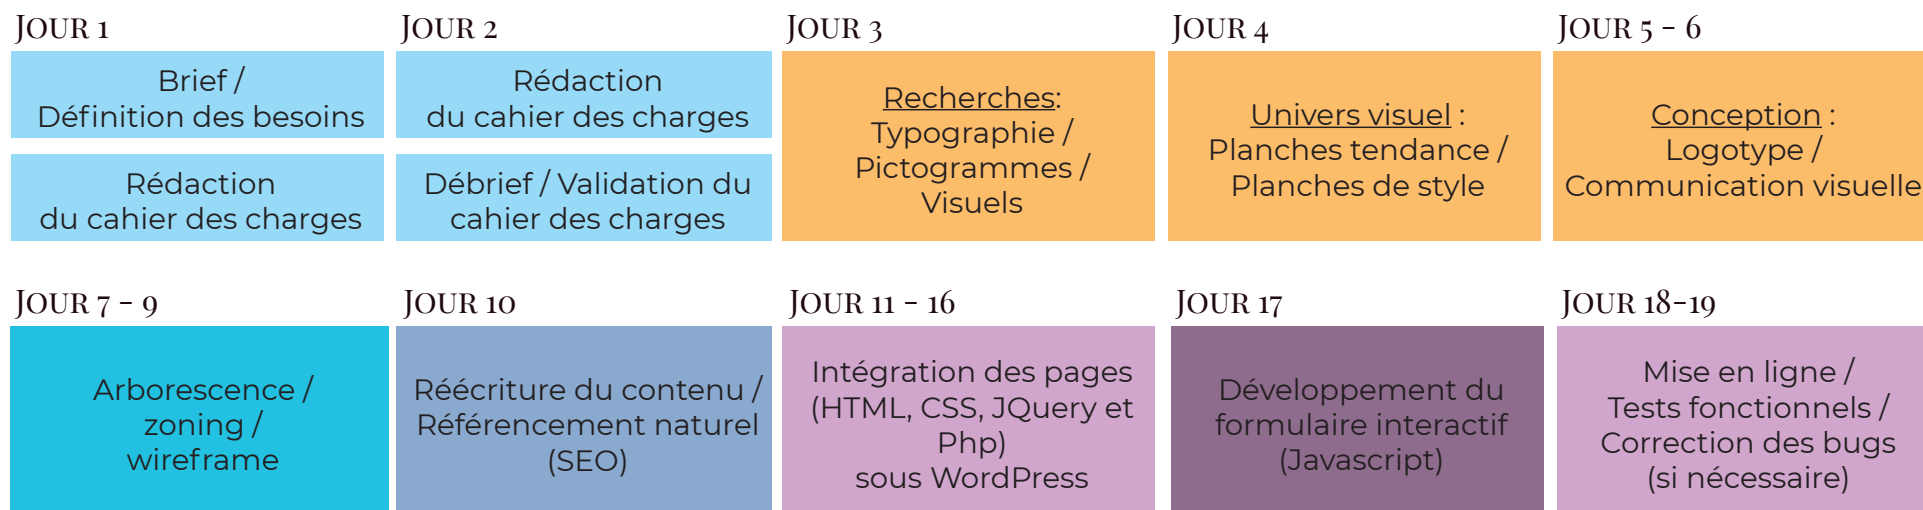 Jour 1
Brief /
Définition des besoins
Rédaction
du cahier des charges
Jour 2
Rédaction
du cahier des charges
Débrief / Validation du
cahier des charges
Jour 3
Recherches:
Typographie /
Pictogrammes /
Visuels
Jour 4
Univers visuel :
Planches tendance /
Planches de style
Jour 5 - 6
Conception :
Logotype /
Communication visuelle
Jour 7 - 9
Arborescence /
zoning /
wireframe
Jour 10
Réécriture du contenu /
Référencement naturel
(SEO)
Jour 11 - 16
Intégration des pages
(HTML, CSS, JQuery et
Php)
sous WordPress
Jour 17
Développement du
formulaire interactif
(Javascript)
Jour 18-19
Mise en ligne /
Tests fonctionnels /
Correction des bugs
(si nécessaire)